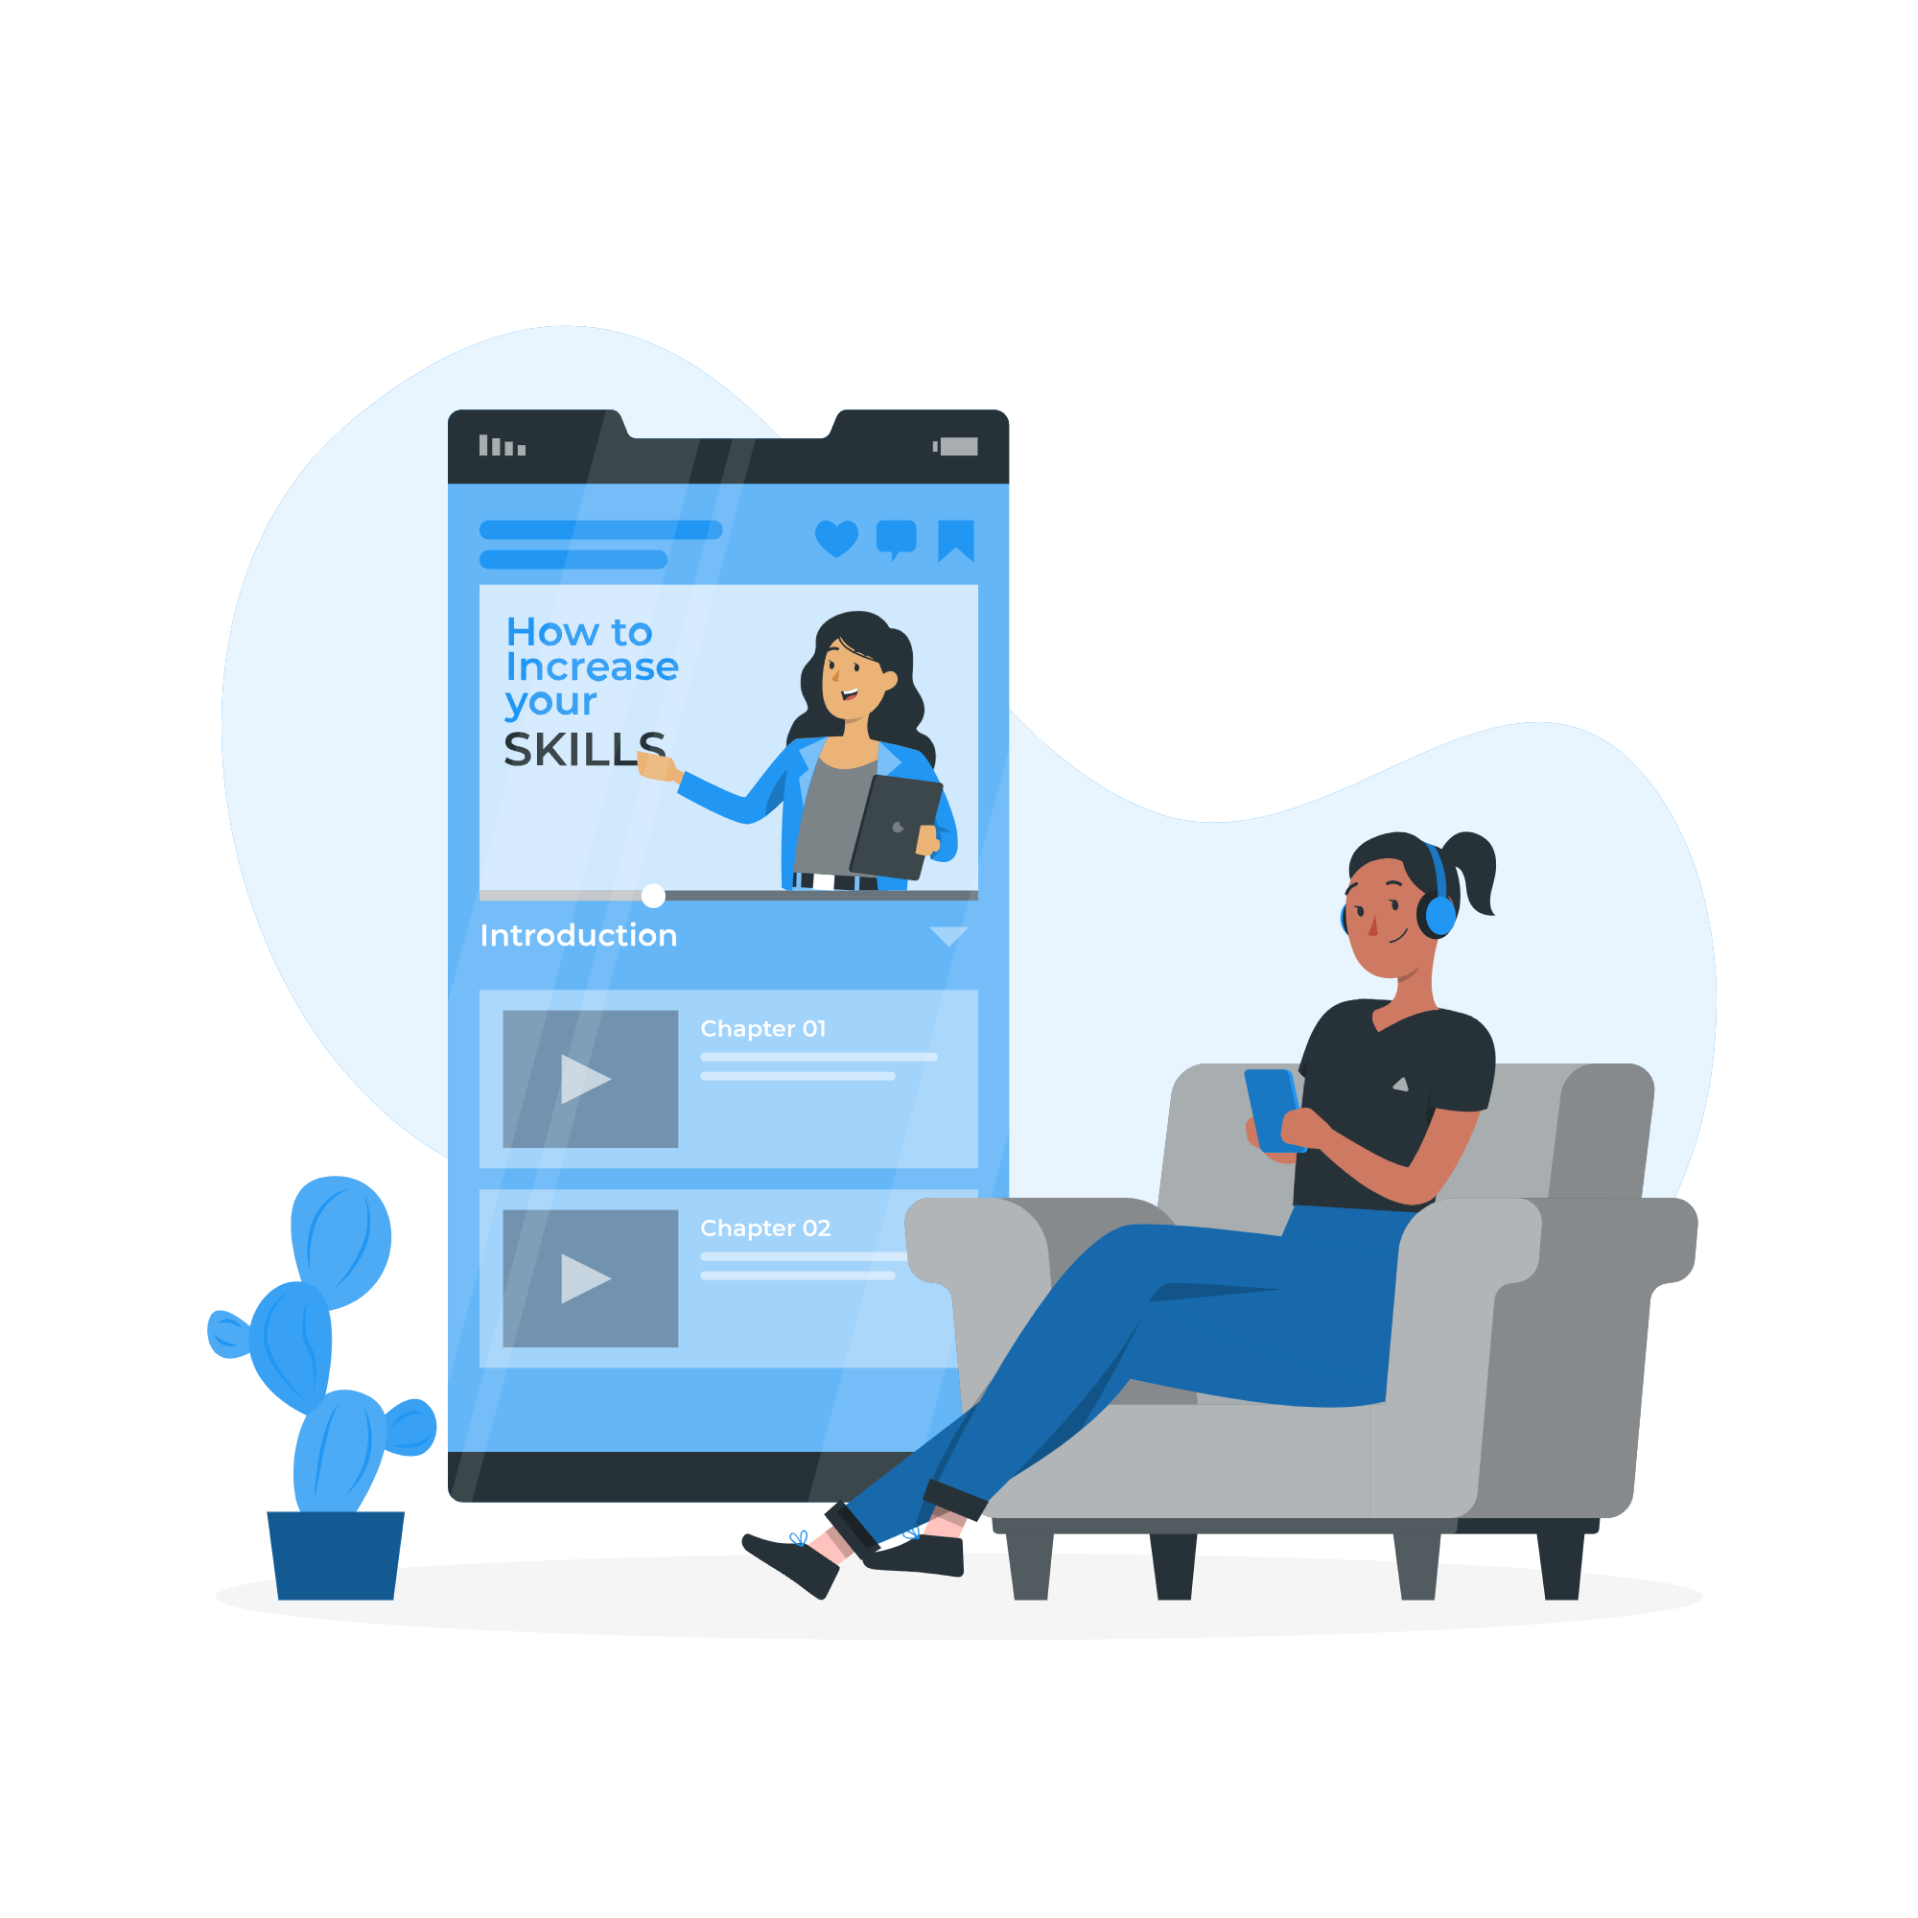 How to
Increase
your
SKILLS
Introduction
Chapter 01
Chapter 02